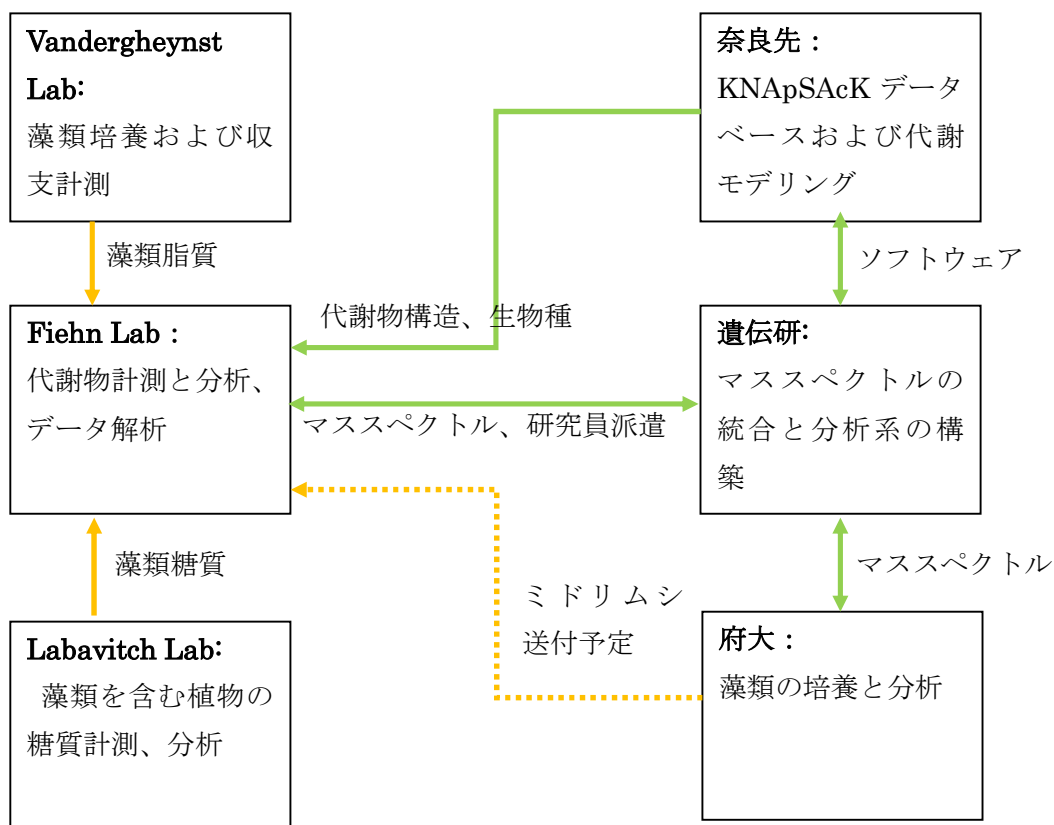 Vandergheynst
Lab:
藻類培養および収
支計測
藻類脂質
Fiehn Lab：
代謝物計測と分析、
データ解析
藻類糖質
Labavitch Lab:
藻類を含む植物の
糖質計測、分析
代謝物構造、生物種
マススペクトル、研究員派遣
ミドリムシ
送付予定
奈良先：
KNApSAcK データ
ベースおよび代謝
モデリング
ソフトウェア
遺伝研:
マススペクトルの
統合と分析系の構
築
マススペクトル
府大：
藻類の培養と分析